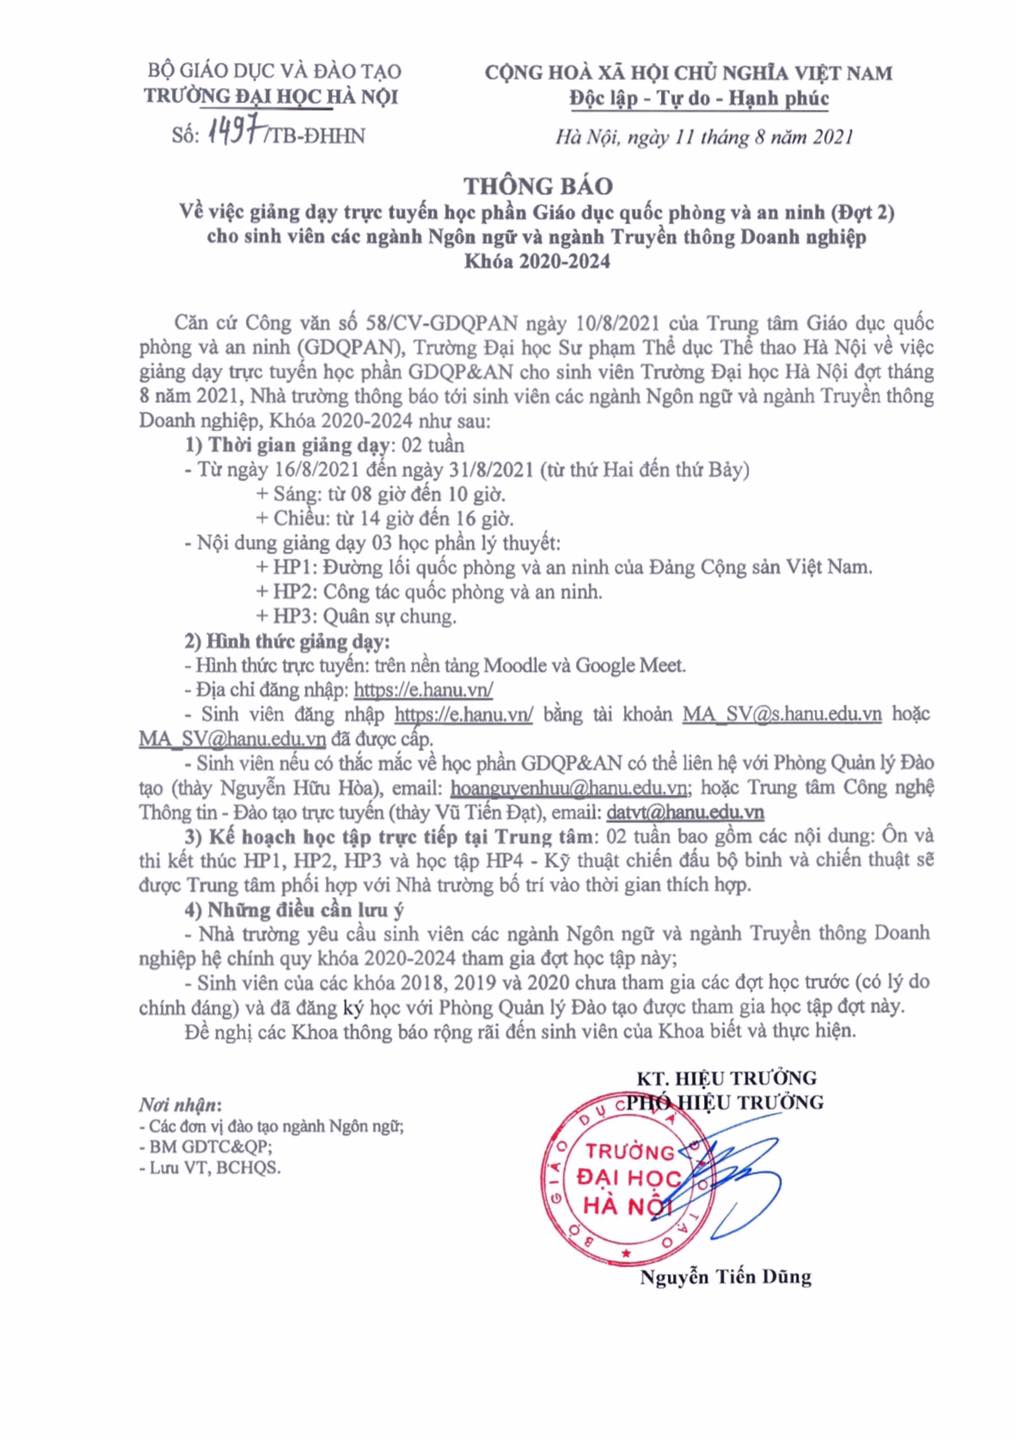 BỘ GIÁO DỤC VÀ ĐÀO TẠO
TRƯỜNG ĐẠI HỌC HÀ NỘI
Số: 1497/TB-ĐHHN
CỘNG HOÀ XÃ HỘI CHỦ NGHĨA VIỆT NAM
Độc lập - Tự do - Hạnh phúc
Hà Nội, ngày 11 tháng 8 năm 2021
THÔNG BÁO
Về việc giảng dạy trực tuyến học phần Giáo dục quốc phòng và an ninh (Đợt 2)
cho sinh viên các ngành Ngôn ngữ và ngành Truyền thông Doanh nghiệp
Khóa 2020-2024
Căn cứ Công văn số 58/CV-GDQPAN ngày 10/8/2021 của Trung tâm Giáo dục quốc
phòng và an ninh (GDQPAN), Trường Đại học Sư phạm Thể dục Thể thao Hà Nội về việc
giảng dạy trực tuyến học phần GDQP&AN cho sinh viên Trường Đại học Hà Nội đợt tháng
8 năm 2021, Nhà trường thông báo tới sinh viên các ngành Ngôn ngữ và ngành Truyền thông
Doanh nghiệp, Khóa 2020-2024 như sau:
1) Thời gian giảng dạy: 02 tuần
- Từ ngày 16/8/2021 đến ngày 31/8/2021 (từ thứ Hai đến thứ Bảy)
+ Sáng: từ 08 giờ đến 10 giờ.
+ Chiều: từ 14 giờ đến 16 giờ.
- Nội dung giảng dạy 03 học phần lý thuyết:
+ HP1: Đường lối quốc phòng và an ninh của Đảng Cộng sản Việt Nam.
+ HP2: Công tác quốc phòng và an ninh.
+ HP3: Quân sự chung.
2) Hình thức giảng dạy:
- Hình thức trực tuyến: trên nền tảng Moodle và Google Meet.
- Địa chỉ đăng nhập: https://e.hanu.vn/
- Sinh viên đăng nhập https://e.hanu.vn/ bằng tài khoản MA_SV@s.hanu.edu.vn hoặc
MA_SV@hanu.edu.vn đã được cấp.
- Sinh viên nếu có thắc mắc về học phần GDQP&AN có thể liên hệ với Phòng Quản lý Đào
tạo (thầy Nguyễn Hữu Hòa), email: hoanguyenhuu@hanu.edu.vn; hoặc Trung tâm Công nghệ
Thông tin - Đào tạo trực tuyến (thầy Vũ Tiến Đạt), email: datvt@hanu.edu.vn
3) Kế hoạch học tập trực tiếp tại Trung tâm: 02 tuần bao gồm các nội dung: Ôn và
thi kết thúc HP1, HP2, HP3 và học tập HP4 - Kỹ thuật chiến đấu bộ binh và chiến thuật sẽ
được Trung tâm phối hợp với Nhà trường bố trí vào thời gian thích hợp.
4) Những điều cần lưu ý
- Nhà trường yêu cầu sinh viên các ngành Ngôn ngữ và ngành Truyền thông Doanh
nghiệp hệ chính quy khóa 2020-2024 tham gia đợt học tập này;
- Sinh viên của các khóa 2018, 2019 và 2020 chưa tham gia các đợt học trước (có lý do
chính đáng) và đã đăng ký học với Phòng Quản lý Đào tạo được tham gia học tập đợt này.
Đề nghị các Khoa thông báo rộng rãi đến sinh viên của Khoa biết và thực hiện.
Nơi nhận:
- Các đơn vị đào tạo ngành Ngôn ngữ;
- BM GDTC&QP;
- Lưu VT, BCHQS.
KT. HIỆU TRƯỞNG
PHÓ HIỆU TRƯỞNG
BỘ GIÁO DỤC VÀ ĐÀO TẠO
TRƯỜNG
ĐẠI HỌC
HÀ NỘI
Nguyễn Tiến Dũng